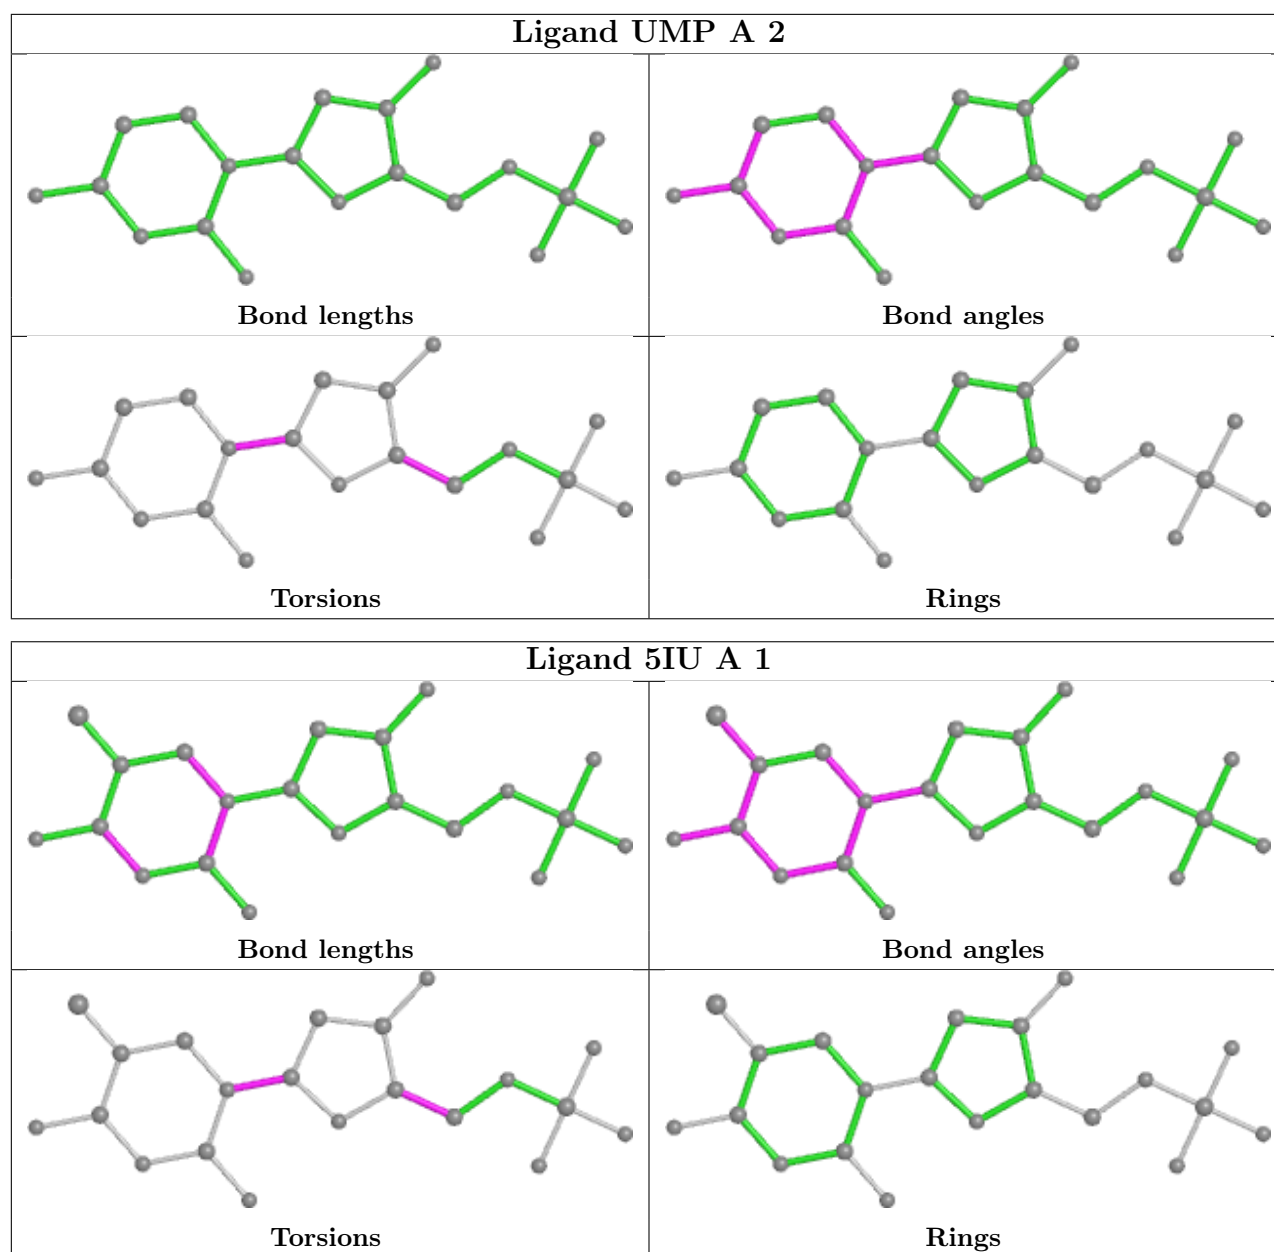 Ligand UMP A 2
Bond lengths
Bond angles
Torsions
Rings
Ligand 5IU A 1
Bond lengths
Bond angles
Torsions
Rings